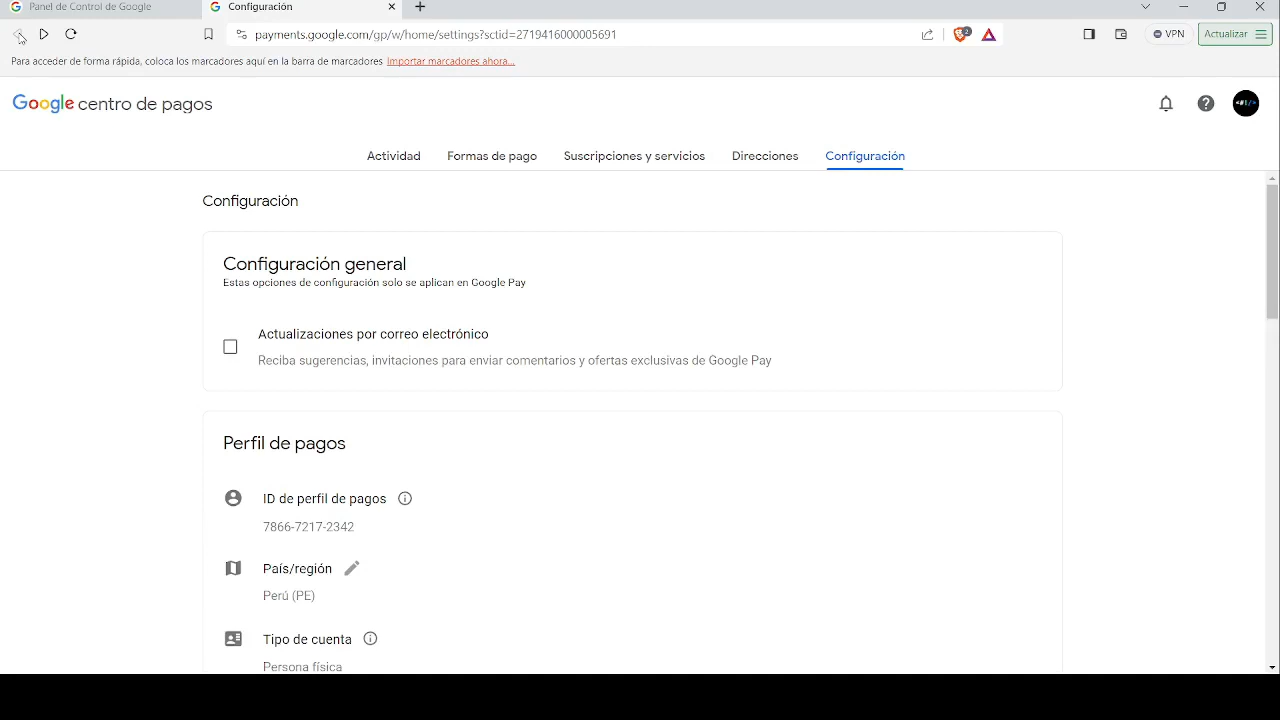 Panel de Control de Google
Configuración
payments.google.com/gp/w/home/settings?sctid=2719416000005691
2
VPN
Actualizar
Para acceder de forma rápida, coloca los marcadores aquí en la barra de marcadores Importar marcadores ahora...
Google centro de pagos
<#!/>
Actividad
Formas de pago
Suscripciones y servicios
Direcciones
Configuración
Configuración
Configuración general
Estas opciones de configuración solo se aplican en Google Pay
Actualizaciones por correo electrónico
Reciba sugerencias, invitaciones para enviar comentarios y ofertas exclusivas de Google Pay
Perfil de pagos
ID de perfil de pagos
7866-7217-2342
País/región
Perú (PE)
Tipo de cuenta
Persona física